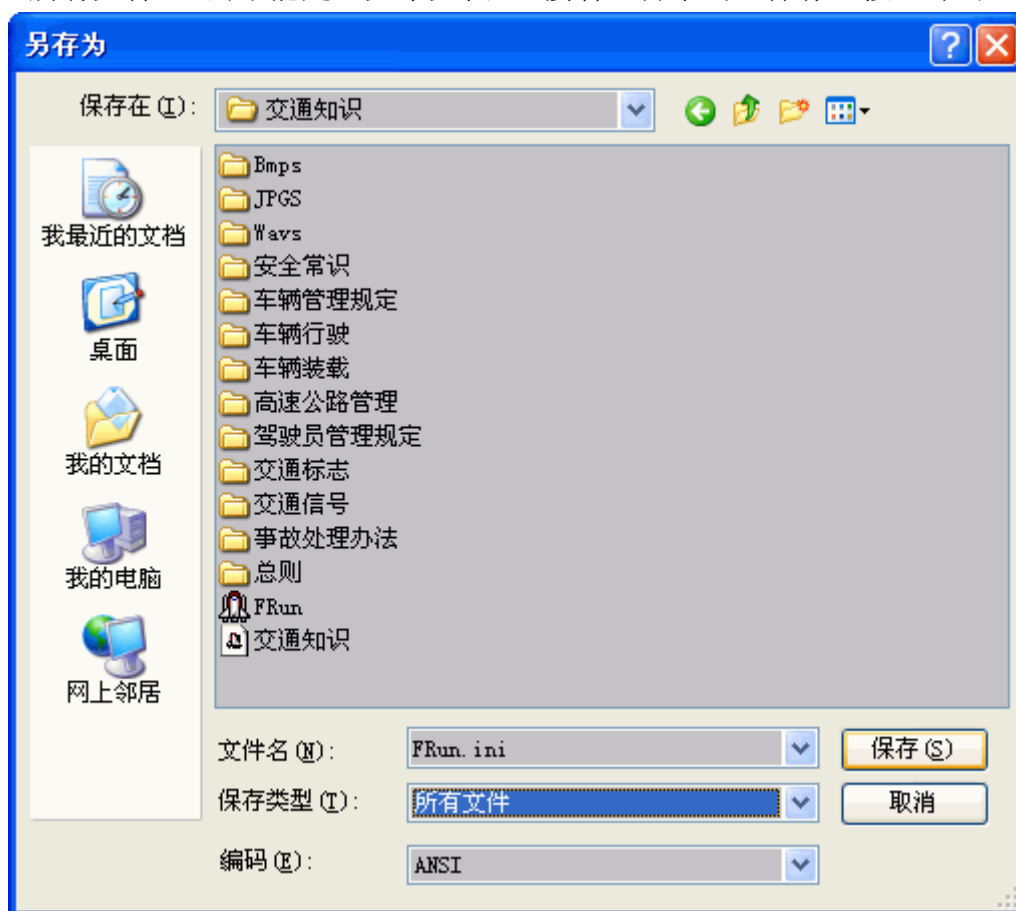 另存为
保存在(I):
交通知识
我最近的文档
桌面
我的文档
我的电脑
网上邻居
Bmps
JPGS
Wavs
安全常识
车辆管理规定
车辆行驶
车辆装载
高速公路管理
驾驶员管理规定
交通标志
交通信号
事故处理办法
总则
FRun
交通知识
文件名(N): FRun.ini 保存(S)
保存类型(T): 所有文件 取消
编码(E): ANSI